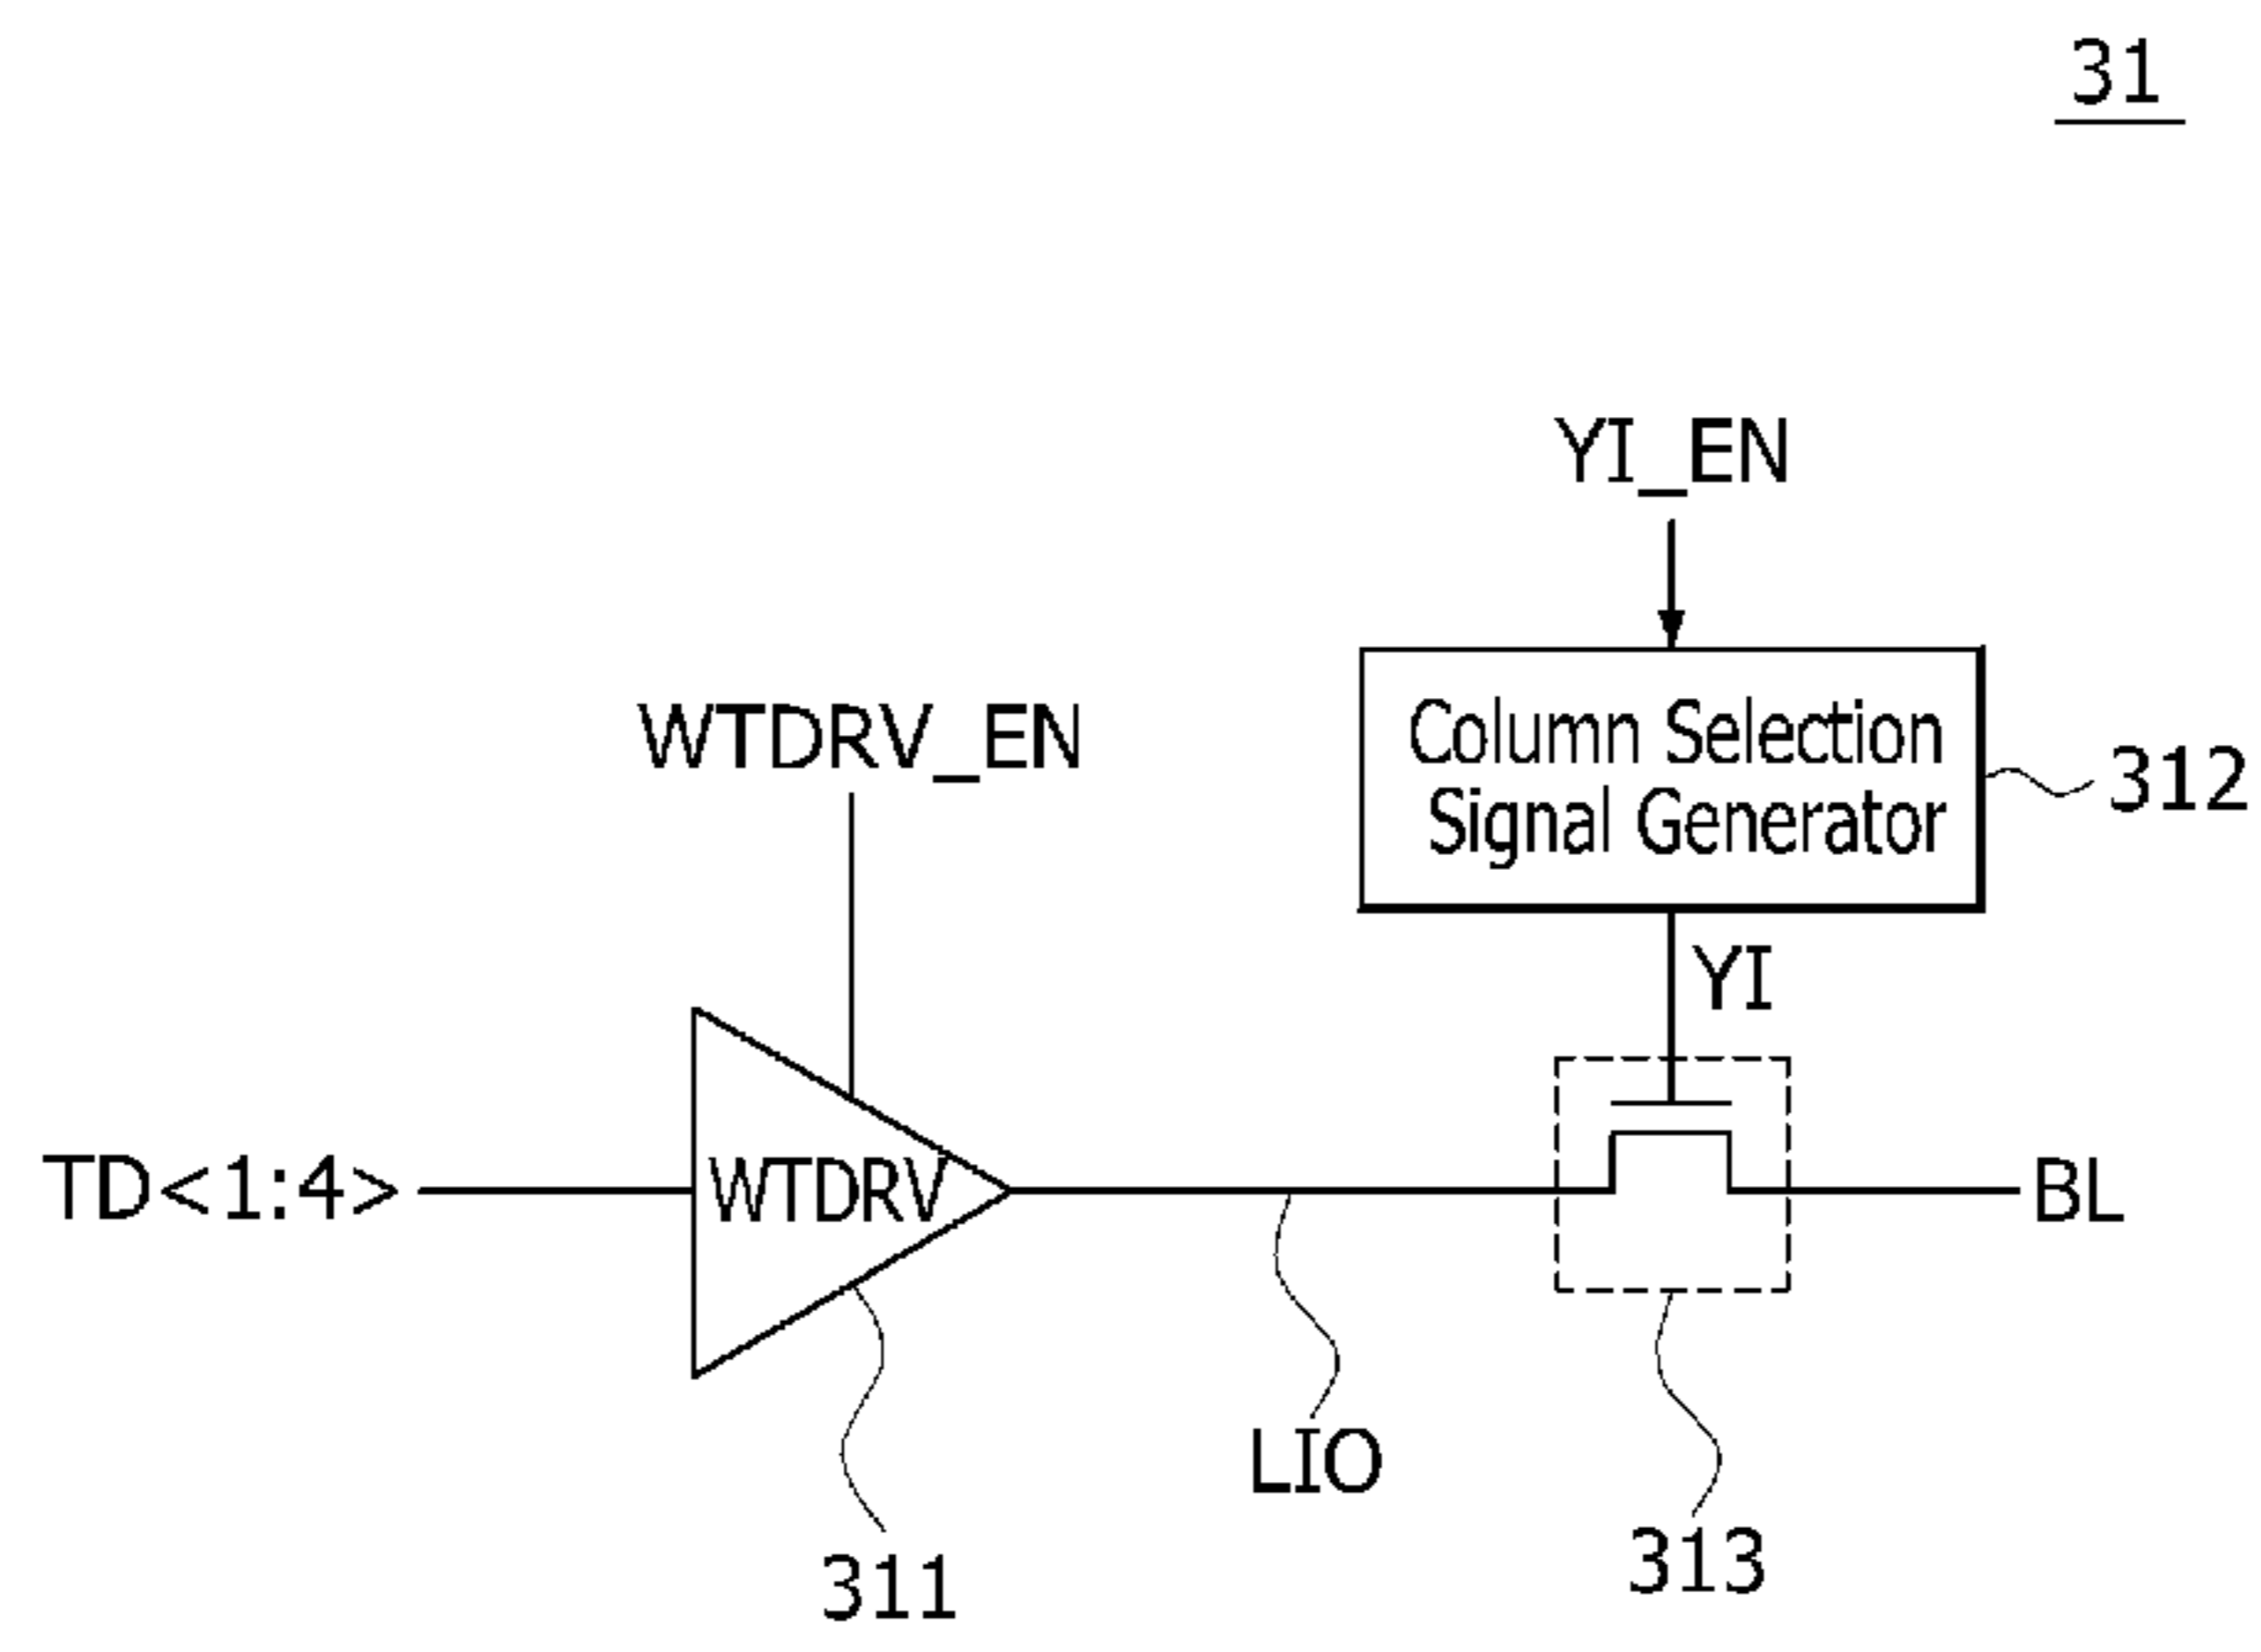 31
YI_EN
WTDRV_EN
Column Selection
Signal Generator
312
YI
TD<1:4>
WTDRV
BL
LIO
311
313